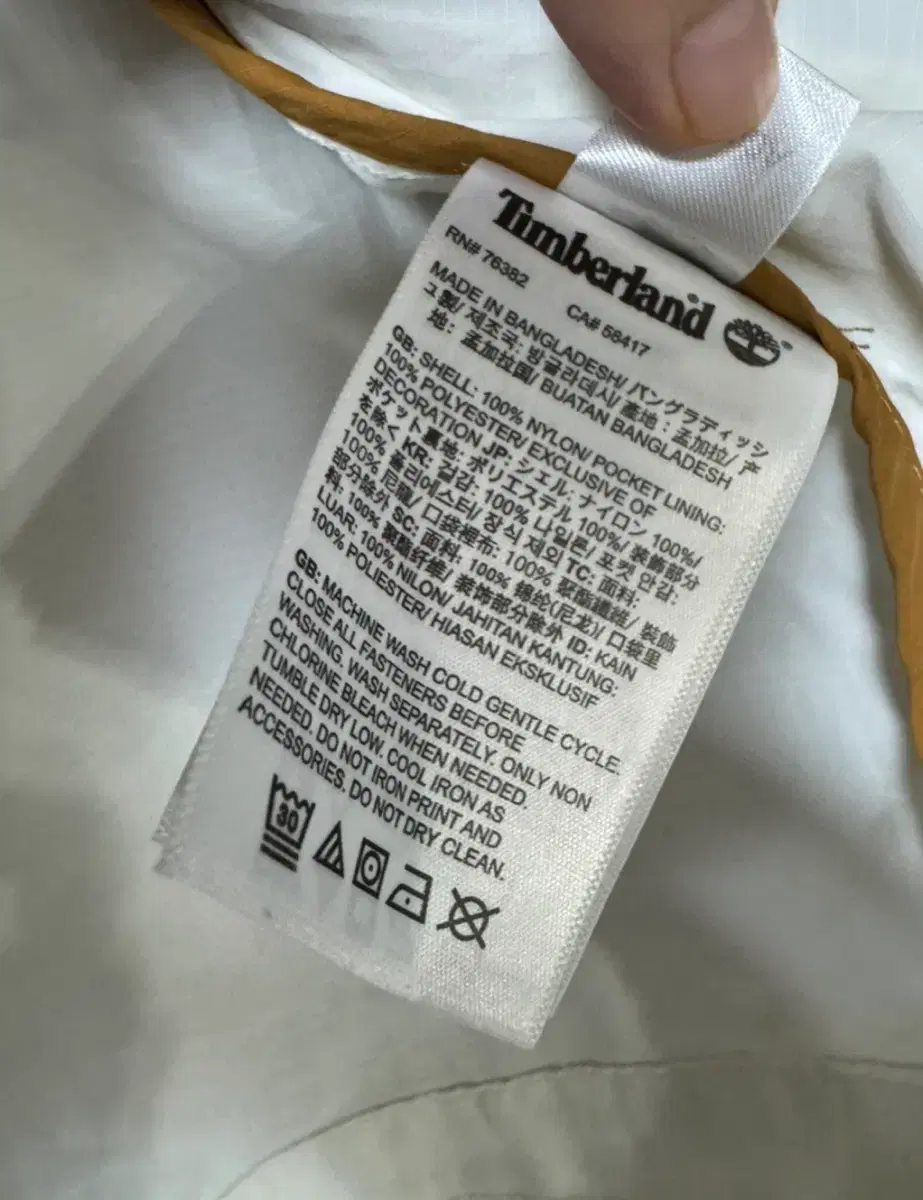 Timberland
RN# 76382 CA# 58417
MADE IN BANGLADESH/ バングラディッシ
ュ製/ 제조국: 방글라데시/ 產地：孟加拉/ 产
地：孟加拉国/ BUATAN BANGLADESH
GB: SHELL: 100% NYLON/ POCKET LINING:
100% POLYESTER/ EXCLUSIVE OF
DECORATION JP: シェル: ナイロン 100%/
ポケット裏地: ポリエステル 100%/ 装飾部分
を除く KR: 겉감: 100% 나일론/ 포켓 안감:
100% 폴리에스터/ 장식 제외 TC: 面料:
100% 尼龍/ 口袋裡布: 100% 聚酯纖維/ 裝飾
部分除外 SC: 面料: 100% 锦纶(尼龙)/ 口袋里
料: 100% 聚酯纤维/ 装饰部分除外 ID: KAIN
LUAR: 100% NILON/ JAHITAN KANTUNG:
100% POLIESTER/ HIASAN EKSKLUSIF
GB: MACHINE WASH COLD GENTLE CYCLE.
CLOSE ALL FASTENERS BEFORE
WASHING. WASH SEPARATELY. ONLY NON
CHLORINE BLEACH WHEN NEEDED.
TUMBLE DRY LOW. COOL IRON AS
NEEDED. DO NOT IRON PRINT AND
ACCESSORIES. DO NOT DRY CLEAN.
30